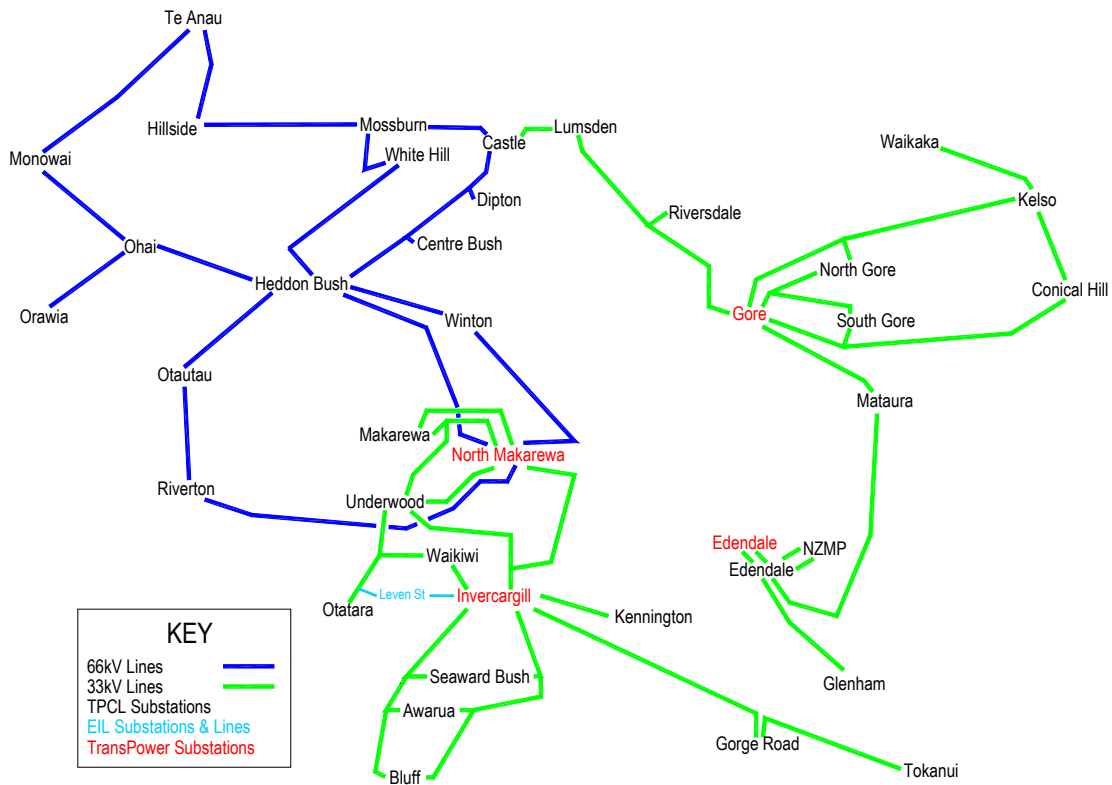 Te Anau
Hillside
Mossburn
White Hill
Castle
Lumsden
Waikaka
Monowai
Dipton
Riversdale
Kelso
Ohai
Centre Bush
North Gore
Heddon Bush
Conical Hill
Orawia
Winton
Gore
South Gore
Otautau
Mataura
Makarewa
North Makarewa
Riverton
Underwood
Waikiwi
Edendale
NZMP
Edendale
Otatara
Leven St
Invercargill
Kennington
KEY
66kV Lines
33kV Lines
TPCL Substations
EIL Substations & Lines
TransPower Substations
Seaward Bush
Glenham
Awarua
Gorge Road
Bluff
Tokanui